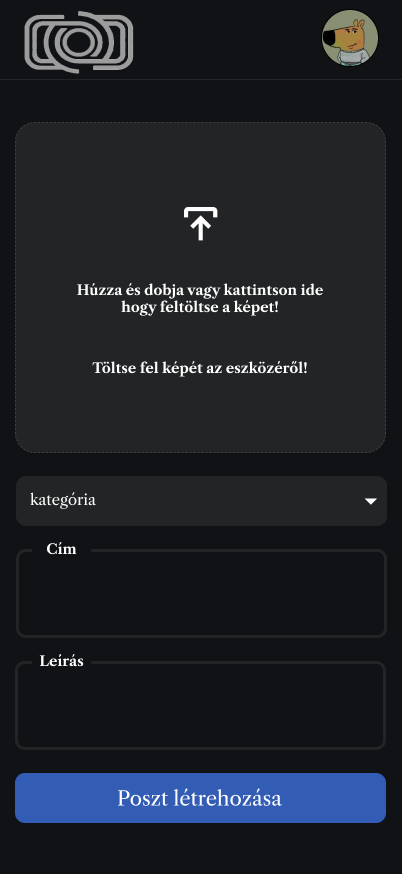 Húzza és dobja vagy kattintson ide
hogy feltöltse a képet!
Töltse fel képét az eszközéről!
kategória
Cím
Leírás
Poszt létrehozása